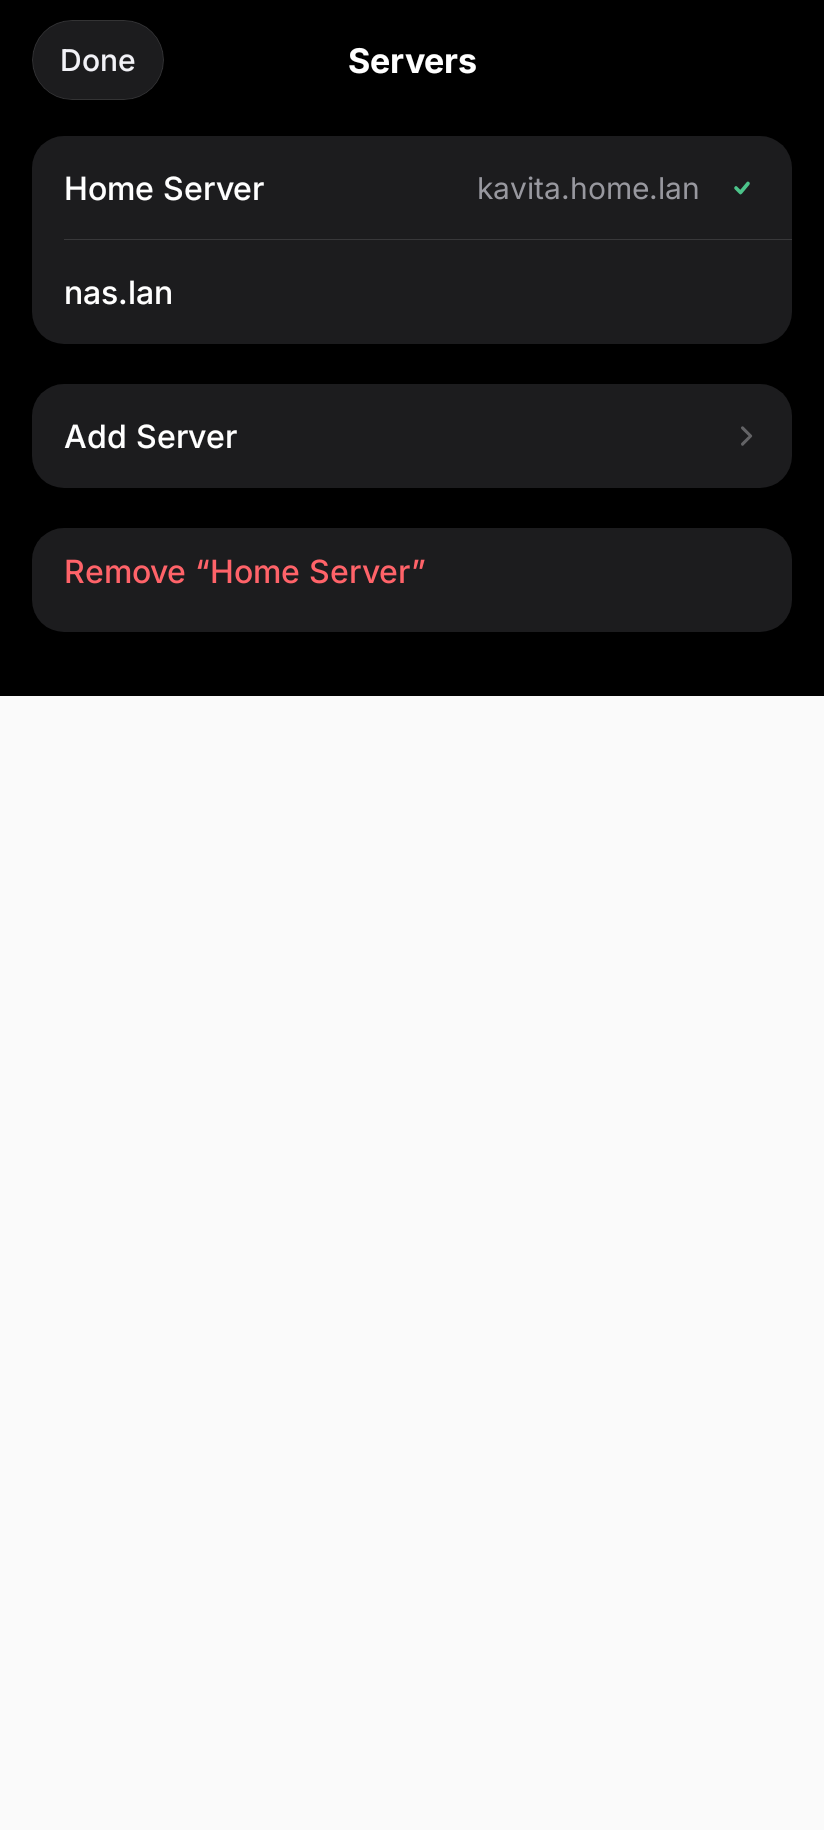 Done
Servers
Home Server
kavita.home.lan
nas.lan
Add Server
Remove “Home Server”